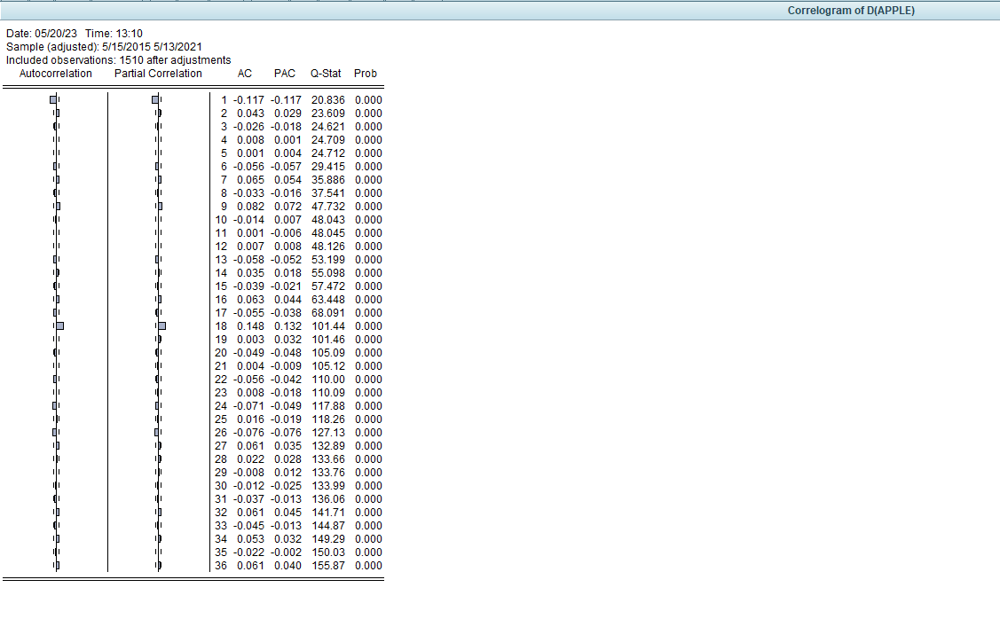 Correlogram of D(APPLE)
Date: 05/20/23 Time: 13:10
Sample (adjusted): 5/15/2015 5/13/2021
Included observations: 1510 after adjustments
Autocorrelation Partial Correlation AC PAC Q-Stat Prob
1 -0.117 -0.117 20.836 0.000
2 0.043 0.029 23.609 0.000
3 -0.026 -0.018 24.621 0.000
4 0.008 0.001 24.709 0.000
5 0.001 0.004 24.712 0.000
6 -0.056 -0.057 29.415 0.000
7 0.065 0.054 35.886 0.000
8 -0.033 -0.016 37.541 0.000
9 0.082 0.072 47.732 0.000
10 -0.014 0.007 48.043 0.000
11 0.001 -0.006 48.045 0.000
12 0.007 0.008 48.126 0.000
13 -0.058 -0.052 53.199 0.000
14 0.035 0.018 55.098 0.000
15 -0.039 -0.021 57.472 0.000
16 0.063 0.044 63.448 0.000
17 -0.055 -0.038 68.091 0.000
18 0.148 0.132 101.44 0.000
19 0.003 0.032 101.46 0.000
20 -0.049 -0.048 105.09 0.000
21 0.004 -0.009 105.12 0.000
22 -0.056 -0.042 110.00 0.000
23 0.008 -0.018 110.09 0.000
24 -0.071 -0.049 117.88 0.000
25 0.016 -0.019 118.26 0.000
26 -0.076 -0.076 127.13 0.000
27 0.061 0.035 132.89 0.000
28 0.022 0.028 133.66 0.000
29 -0.008 0.012 133.76 0.000
30 -0.012 -0.025 133.99 0.000
31 -0.037 -0.013 136.06 0.000
32 0.061 0.045 141.71 0.000
33 -0.045 -0.013 144.87 0.000
34 0.053 0.032 149.29 0.000
35 -0.022 -0.002 150.03 0.000
36 0.061 0.040 155.87 0.000